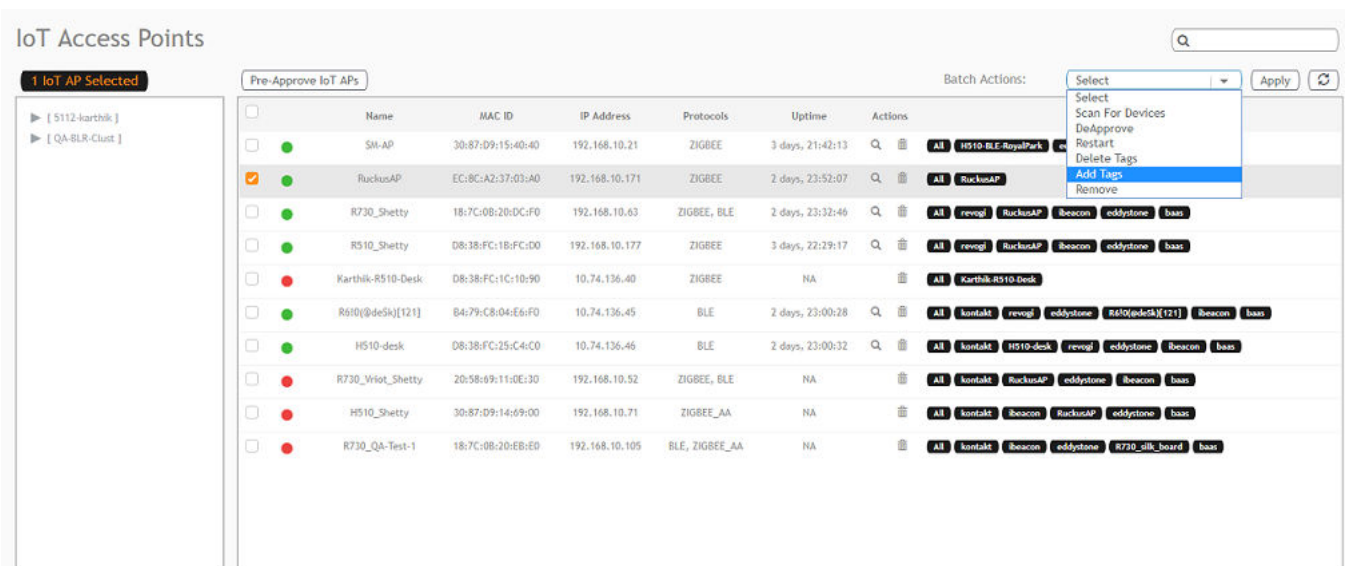 IoT Access Points
1 IoT AP Selected
Pre-Approve IoT APs
Batch Actions: Select Apply
Select
Scan For Devices
DeApprove
Restart
Delete Tags
Add Tags
Remove
[ 5112-karthik ]
[ QA-BLR-Clust ]
Name MAC ID IP Address Protocols Uptime Actions
SM-AP 30:87:D9:15:40:40 192.168.10.21 ZIGBEE 3 days, 21:42:13 All H510-BLE-RoyalPark
RuckusAP EC:8C:A2:37:03:A0 192.168.10.171 ZIGBEE 2 days, 23:52:07 All RuckusAP
R730_Shetty 18:7C:0B:20:DC:F0 192.168.10.63 ZIGBEE, BLE 2 days, 23:32:46 All revogi RuckusAP ibeacon eddystone baas
R510_Shetty D8:38:FC:1B:FC:D0 192.168.10.177 ZIGBEE 3 days, 22:29:17 All revogi RuckusAP ibeacon eddystone baas
Karthik-R510-Desk D8:38:FC:1C:10:90 10.74.136.40 ZIGBEE NA All Karthik-R510-Desk
R6!0(@deSk)[121] B4:79:C8:04:E6:F0 10.74.136.45 BLE 2 days, 23:00:28 All kontakt revogi eddystone R6!0(@deSk)[121] ibeacon baas
H510-desk D8:38:FC:25:C4:C0 10.74.136.46 BLE 2 days, 23:00:32 All kontakt H510-desk revogi eddystone ibeacon baas
R730_Vriot_Shetty 20:58:69:11:0E:30 192.168.10.52 ZIGBEE, BLE NA All kontakt RuckusAP eddystone ibeacon baas
H510_Shetty 30:87:D9:14:69:00 192.168.10.71 ZIGBEE_AA NA All kontakt ibeacon RuckusAP eddystone baas
R730_QA-Test-1 18:7C:0B:20:EB:E0 192.168.10.105 BLE, ZIGBEE_AA NA All kontakt ibeacon eddystone R730_silk_board baas